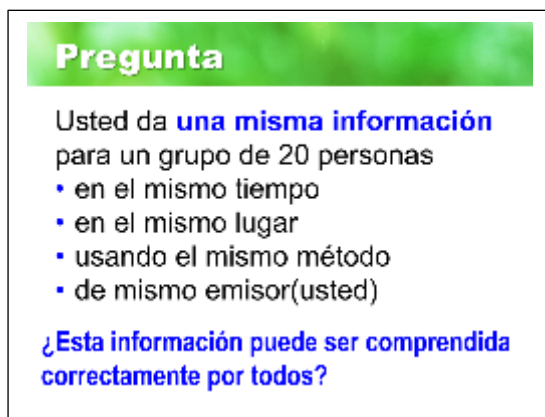 Pregunta
Usted da una misma información
para un grupo de 20 personas
• en el mismo tiempo
• en el mismo lugar
• usando el mismo método
• de mismo emisor(usted)
¿Esta información puede ser comprendida
correctamente por todos?